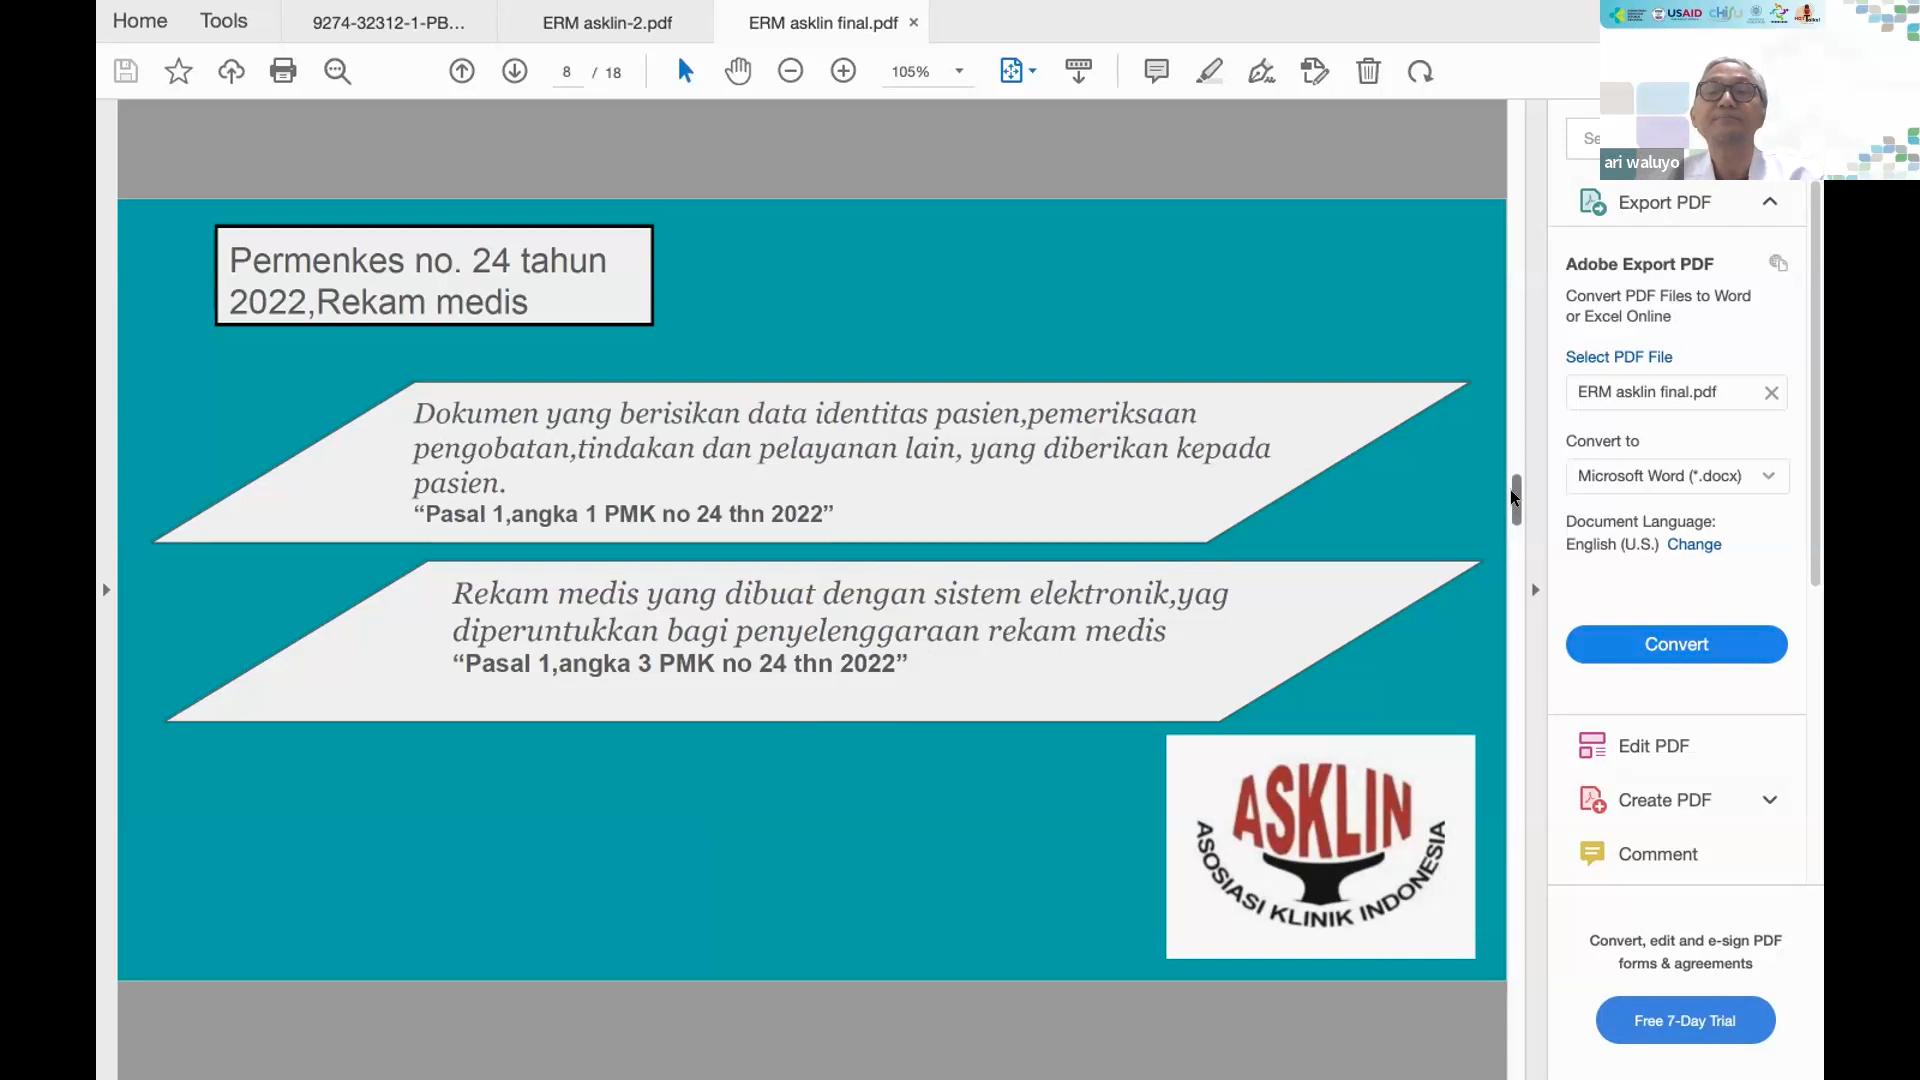 Home
Tools
9274-32312-1-PB...
ERM asklin-2.pdf
ERM asklin final.pdf
USAID
ari waluyo
8 / 18
105%
Se
Permenkes no. 24 tahun
2022,Rekam medis
Dokumen yang berisikan data identitas pasien,pemeriksaan
pengobatan,tindakan dan pelayanan lain, yang diberikan kepada
pasien.
“Pasal 1,angka 1 PMK no 24 thn 2022”
Rekam medis yang dibuat dengan sistem elektronik,yag
diperuntukkan bagi penyelenggaraan rekam medis
“Pasal 1,angka 3 PMK no 24 thn 2022”
ASKLIN
ASOSIASI KLINIK INDONESIA
Export PDF
Adobe Export PDF
Convert PDF Files to Word
or Excel Online
Select PDF File
ERM asklin final.pdf
Convert to
Microsoft Word (*.docx)
Document Language:
English (U.S.) Change
Convert
Edit PDF
Create PDF
Comment
Convert, edit and e-sign PDF
forms & agreements
Free 7-Day Trial